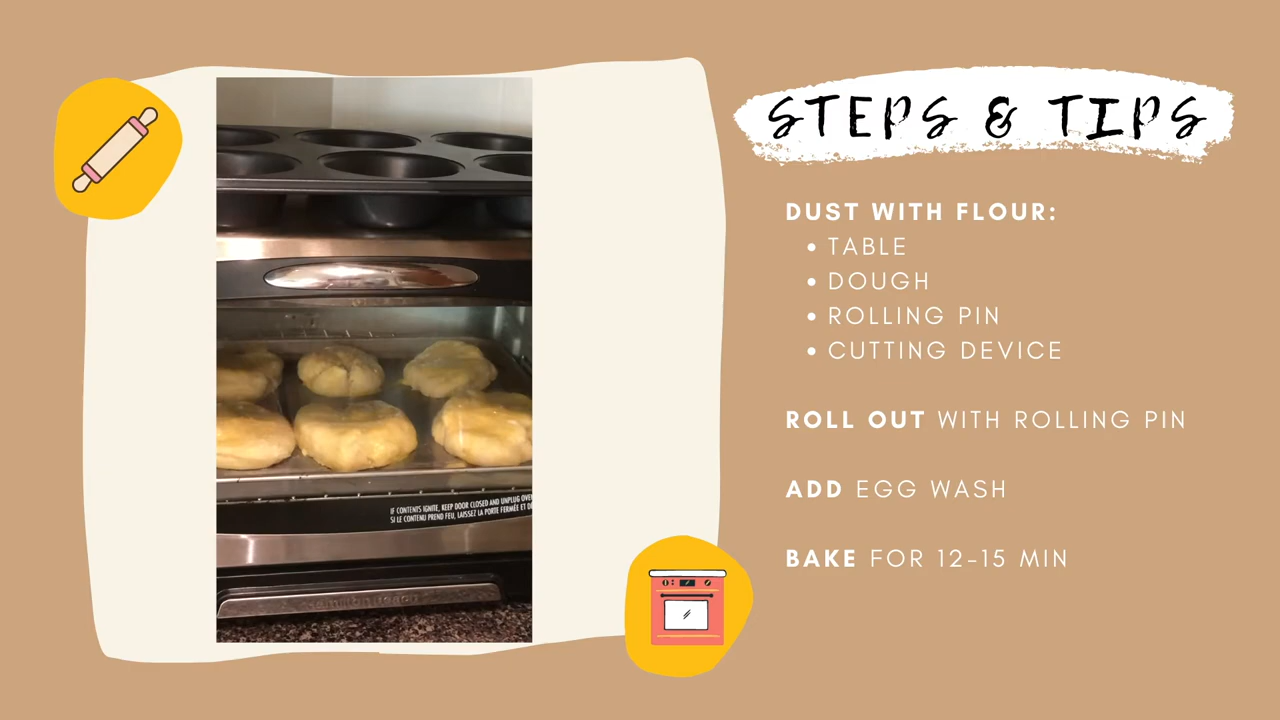 STEPS & TIPS
DUST WITH FLOUR:
• TABLE
• DOUGH
• ROLLING PIN
• CUTTING DEVICE
ROLL OUT WITH ROLLING PIN
ADD EGG WASH
BAKE FOR 12-15 MIN
IF CONTENTS IGNITE, KEEP DOOR CLOSED AND UNPLUG
SI LE CONTENU PREND FEU, LAISSEZ LA PORTE FERMÉE ET